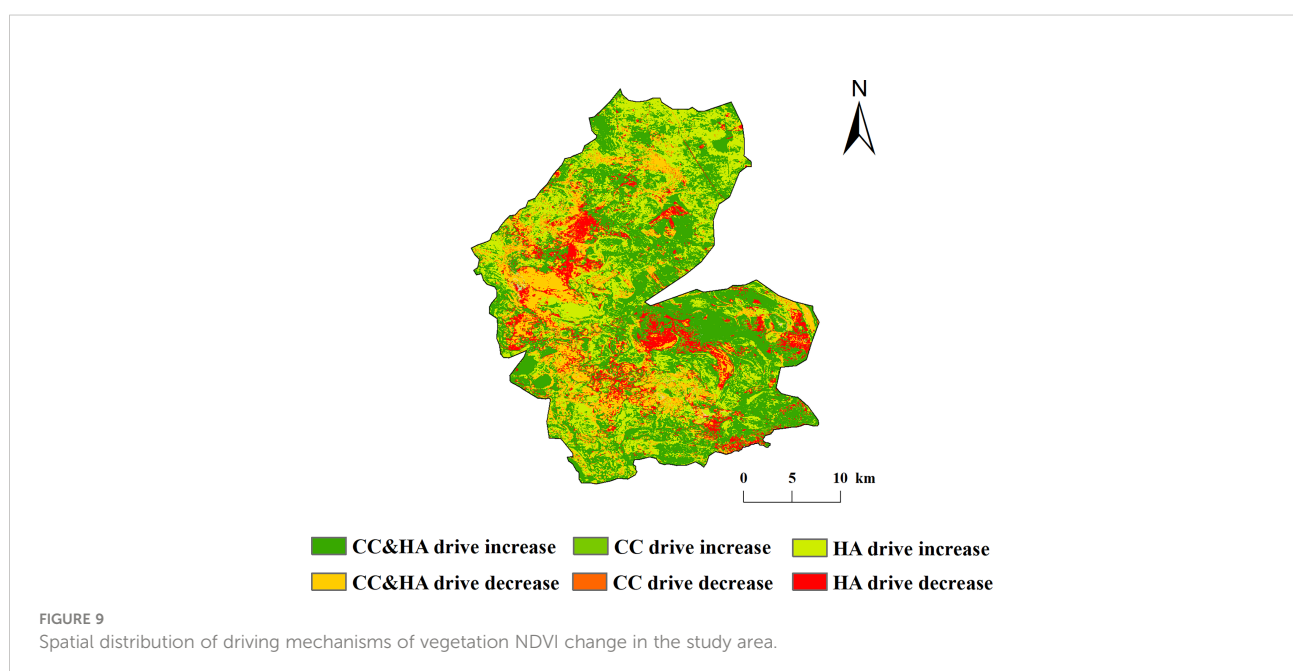 N
0 5 10 km
CC&HA drive increase CC drive increase HA drive increase
CC&HA drive decrease CC drive decrease HA drive decrease
FIGURE 9
Spatial distribution of driving mechanisms of vegetation NDVI change in the study area.